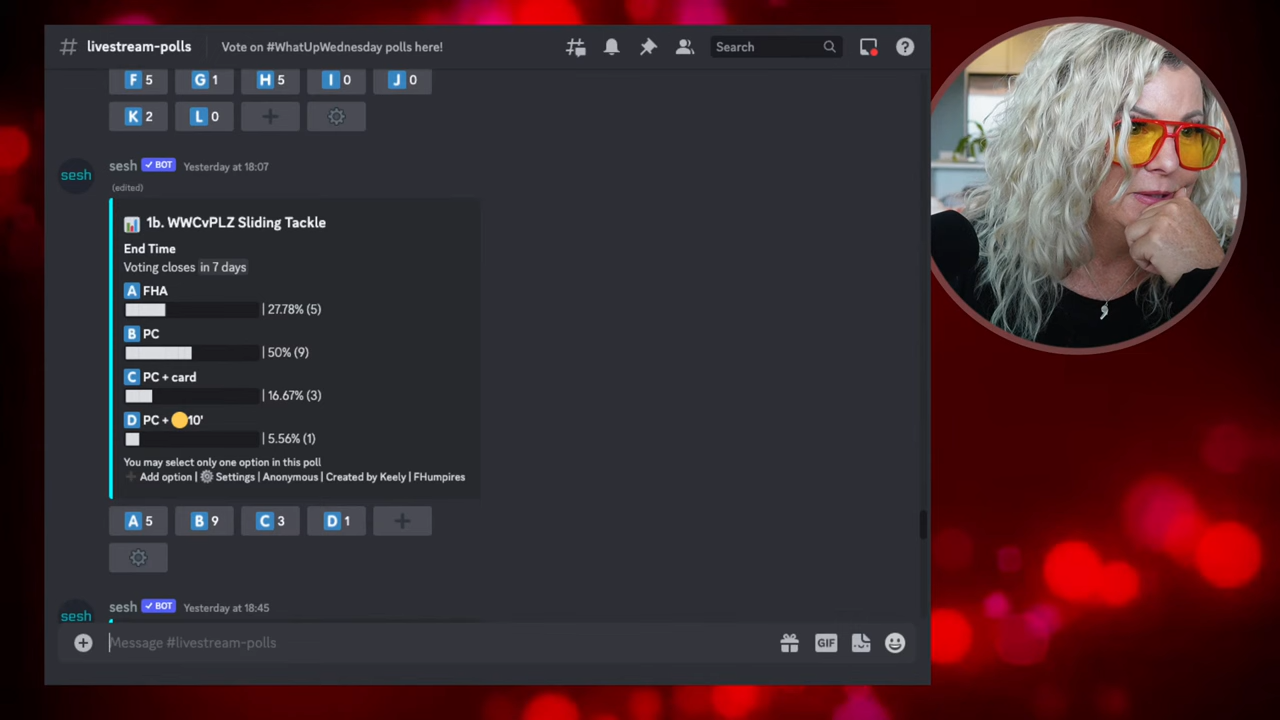 # livestream-polls Vote on #WhatUpWednesday polls here! Search
F 5 G 1 H 5 I 0 J 0
K 2 L 0
sesh
sesh ✓ BOT Yesterday at 18:07
(edited)
1b. WWCvPLZ Sliding Tackle
End Time
Voting closes in 7 days
A FHA
| 27.78% (5)
B PC
| 50% (9)
C PC + card
| 16.67% (3)
D PC + 🟡10'
| 5.56% (1)
You may select only one option in this poll
➕ Add option | ⚙ Settings | Anonymous | Created by Keely | FHumpires
A 5 B 9 C 3 D 1
sesh
sesh ✓ BOT Yesterday at 18:45
Message #livestream-polls GIF